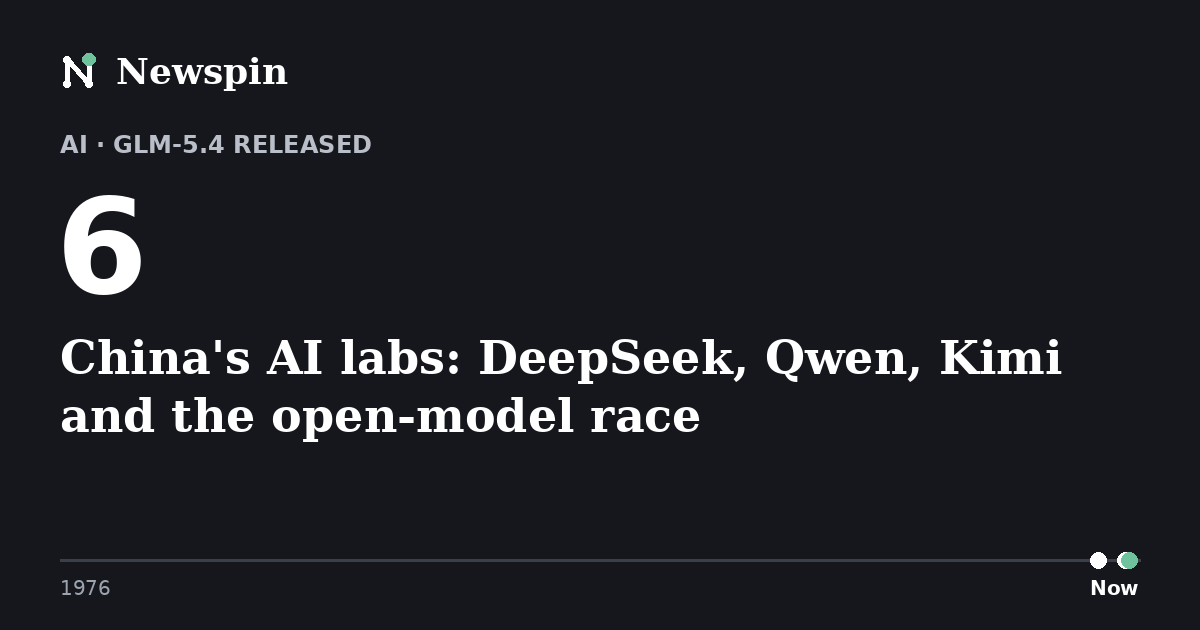 Newspin
AI · GLM-5.4 RELEASED
6
China's AI labs: DeepSeek, Qwen, Kimi
and the open-model race
1976
Now